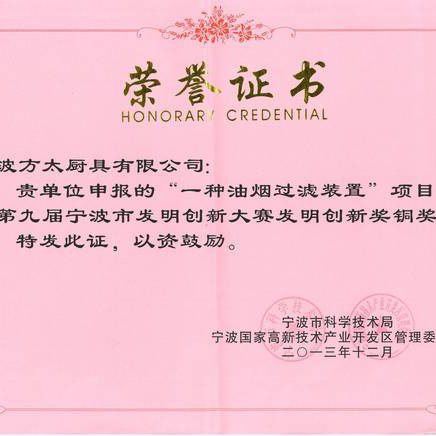 荣誉证书
HONORARY CREDENTIAL
波方太厨具有限公司：
贵单位申报的“一种油烟过滤装置”项目
第九届宁波市发明创新大赛发明创新奖铜奖
特发此证，以资鼓励。
宁波市科学技术局
宁波国家高新技术产业开发区管理委
二〇一三年十二月